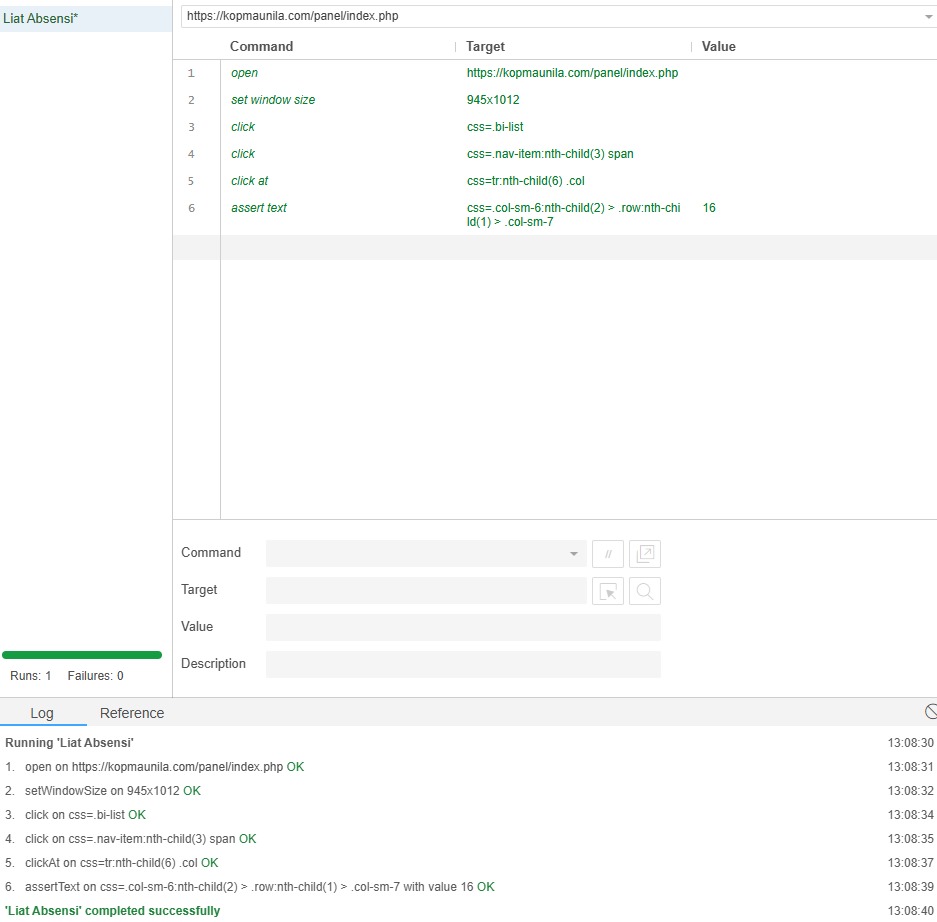 Liat Absensi*
https://kopmaunila.com/panel/index.php
Command Target Value
1 open https://kopmaunila.com/panel/index.php
2 set window size 945x1012
3 click css=.bi-list
4 click css=.nav-item:nth-child(3) span
5 click at css=tr:nth-child(6) .col
6 assert text css=.col-sm-6:nth-child(2) > .row:nth-chi 16
ld(1) > .col-sm-7
Command
//
Target
Value
Description
Runs: 1 Failures: 0
Log Reference
Running 'Liat Absensi' 13:08:30
1. open on https://kopmaunila.com/panel/index.php OK 13:08:31
2. setWindowSize on 945x1012 OK 13:08:32
3. click on css=.bi-list OK 13:08:34
4. click on css=.nav-item:nth-child(3) span OK 13:08:35
5. clickAt on css=tr:nth-child(6) .col OK 13:08:37
6. assertText on css=.col-sm-6:nth-child(2) > .row:nth-child(1) > .col-sm-7 with value 16 OK 13:08:39
'Liat Absensi' completed successfully 13:08:40